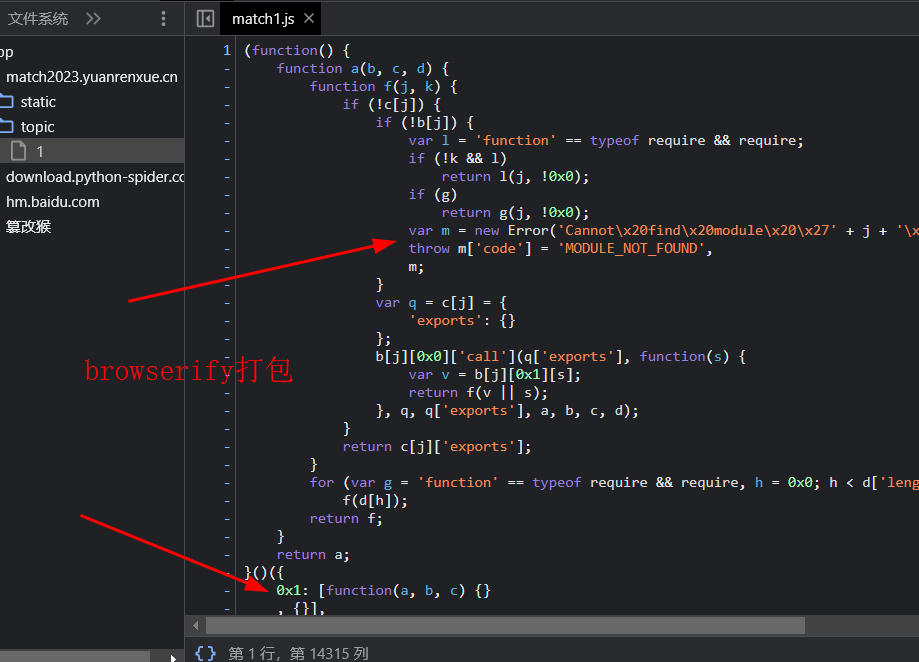 文件系统
match1.js
op
match2023.yuanrenxue.cn
static
topic
1
download.python-spider.co
hm.baidu.com
篡改猴
1 (function() {
- function a(b, c, d) {
- function f(j, k) {
- if (!c[j]) {
- if (!b[j]) {
- var l = 'function' == typeof require && require;
- if (!k && l)
- return l(j, !0x0);
- if (g)
- return g(j, !0x0);
- var m = new Error('Cannot\x20find\x20module\x20\x27' + j + '\x
- throw m['code'] = 'MODULE_NOT_FOUND',
- m;
- }
- var q = c[j] = {
- 'exports': {}
- };
- b[j][0x0]['call'](q['exports'], function(s) {
- var v = b[j][0x1][s];
- return f(v || s);
- }, q, q['exports'], a, b, c, d);
- }
- return c[j]['exports'];
- }
- for (var g = 'function' == typeof require && require, h = 0x0; h < d['leng
- f(d[h]);
- return f;
- }
- return a;
- }()({
- 0x1: [function(a, b, c) {}
- , {}],
browserify打包
{} 第 1 行，第 14315 列